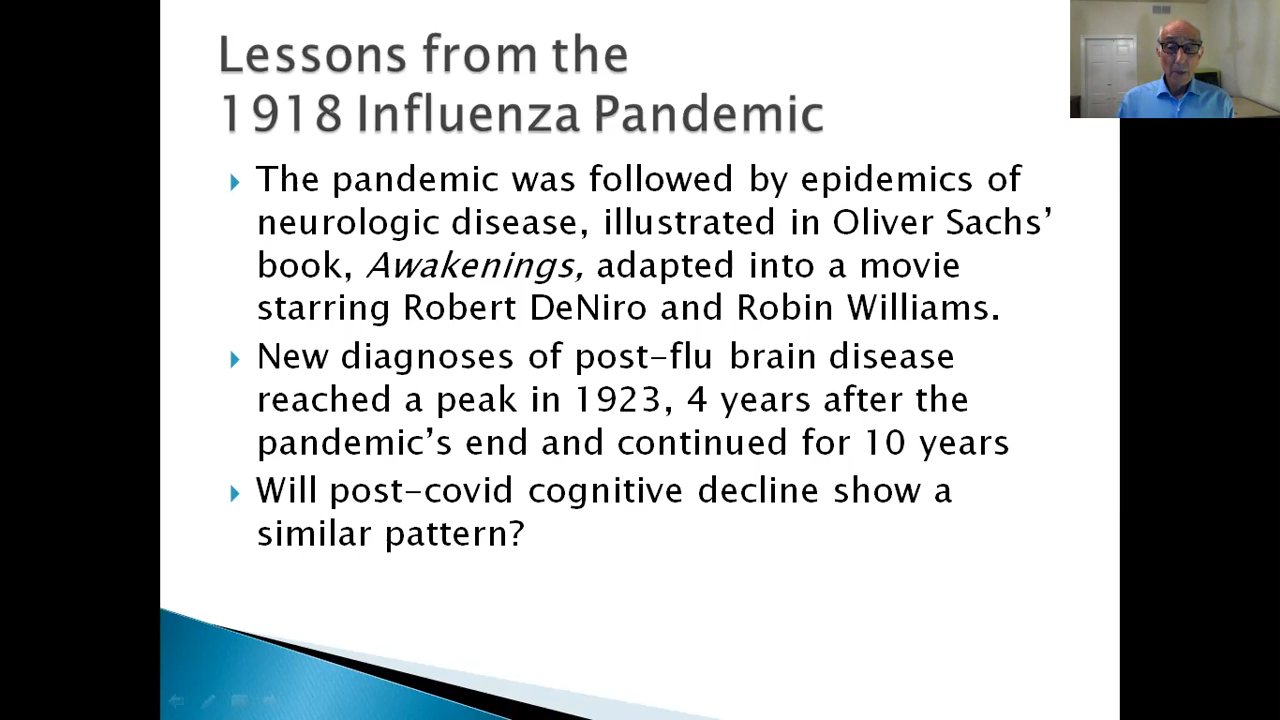 Lessons from the
1918 Influenza Pandemic
The pandemic was followed by epidemics of
neurologic disease, illustrated in Oliver Sachs’
book, Awakenings, adapted into a movie
starring Robert DeNiro and Robin Williams.
New diagnoses of post-flu brain disease
reached a peak in 1923, 4 years after the
pandemic’s end and continued for 10 years
Will post-covid cognitive decline show a
similar pattern?